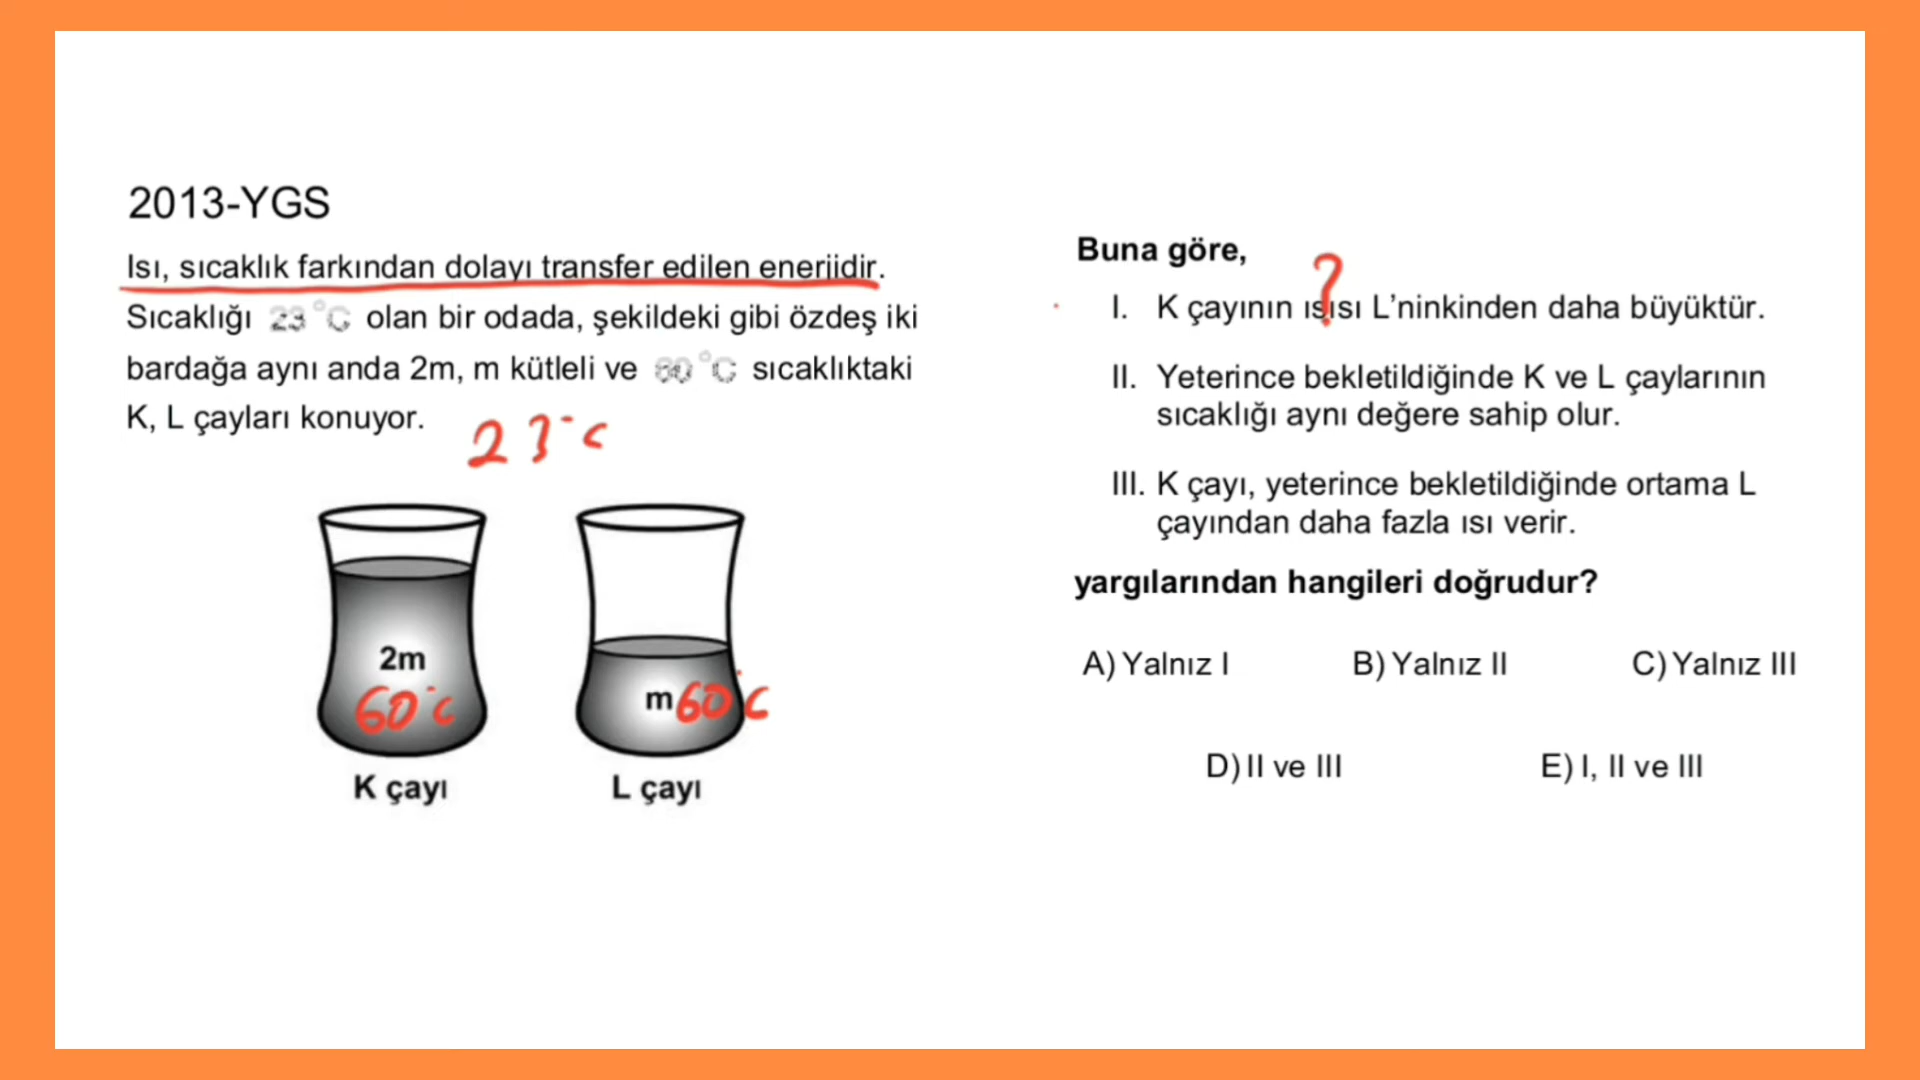 2013-YGS
Isı, sıcaklık farkından dolayı transfer edilen enerjidir.
Sıcaklığı 23 °C olan bir odada, şekildeki gibi özdeş iki
bardağa aynı anda 2m, m kütleli ve °C sıcaklıktaki
K, L çayları konuyor.
23°C
2m
60°C
K çayı
m 60°C
L çayı
Buna göre,
?
I. K çayının ısısı L’ninkinden daha büyüktür.
II. Yeterince bekletildiğinde K ve L çaylarının
sıcaklığı aynı değere sahip olur.
III. K çayı, yeterince bekletildiğinde ortama L
çayından daha fazla ısı verir.
yargılarından hangileri doğrudur?
A) Yalnız I B) Yalnız II C) Yalnız III
D) II ve III E) I, II ve III